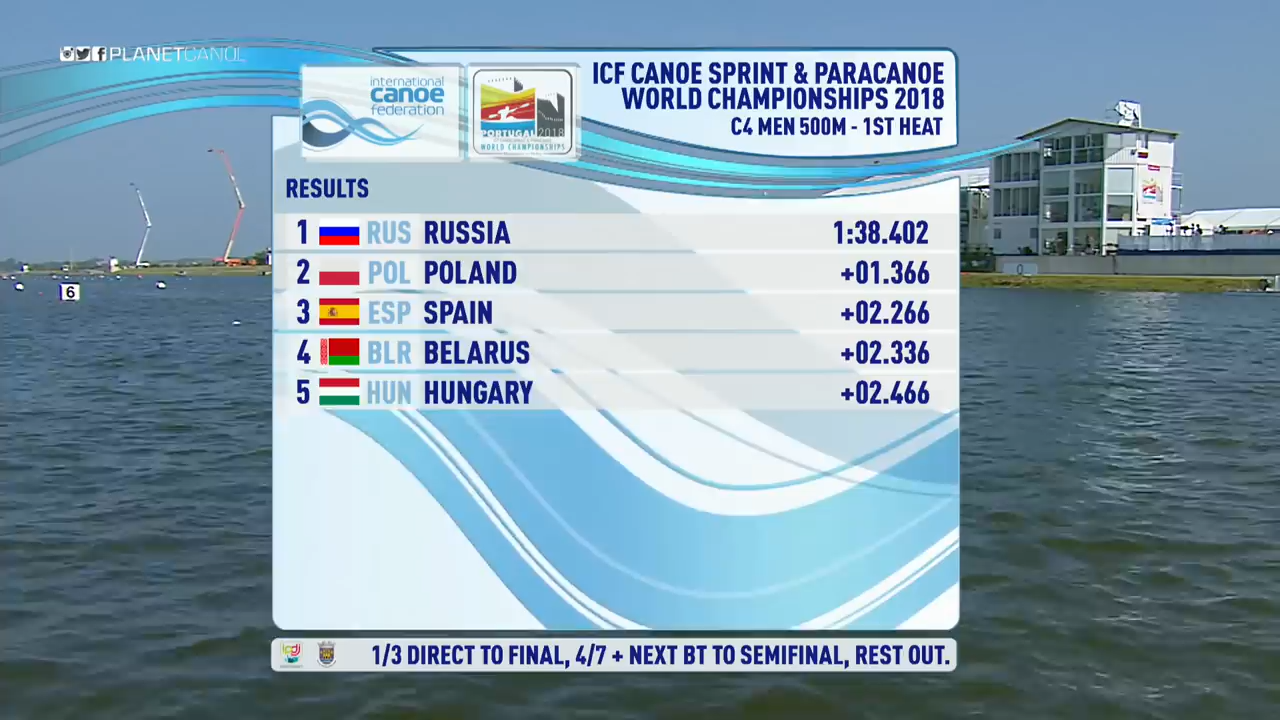 PLANETCANOE
international
canoe
federation
PORTUGAL 2018
WORLD CHAMPIONSHIPS
ICF CANOE SPRINT & PARACANOE
WORLD CHAMPIONSHIPS 2018
C4 MEN 500M - 1ST HEAT
RESULTS
1 RUS RUSSIA 1:38.402
2 POL POLAND +01.366
3 ESP SPAIN +02.266
4 BLR BELARUS +02.336
5 HUN HUNGARY +02.466
6
1/3 DIRECT TO FINAL, 4/7 + NEXT BT TO SEMIFINAL, REST OUT.